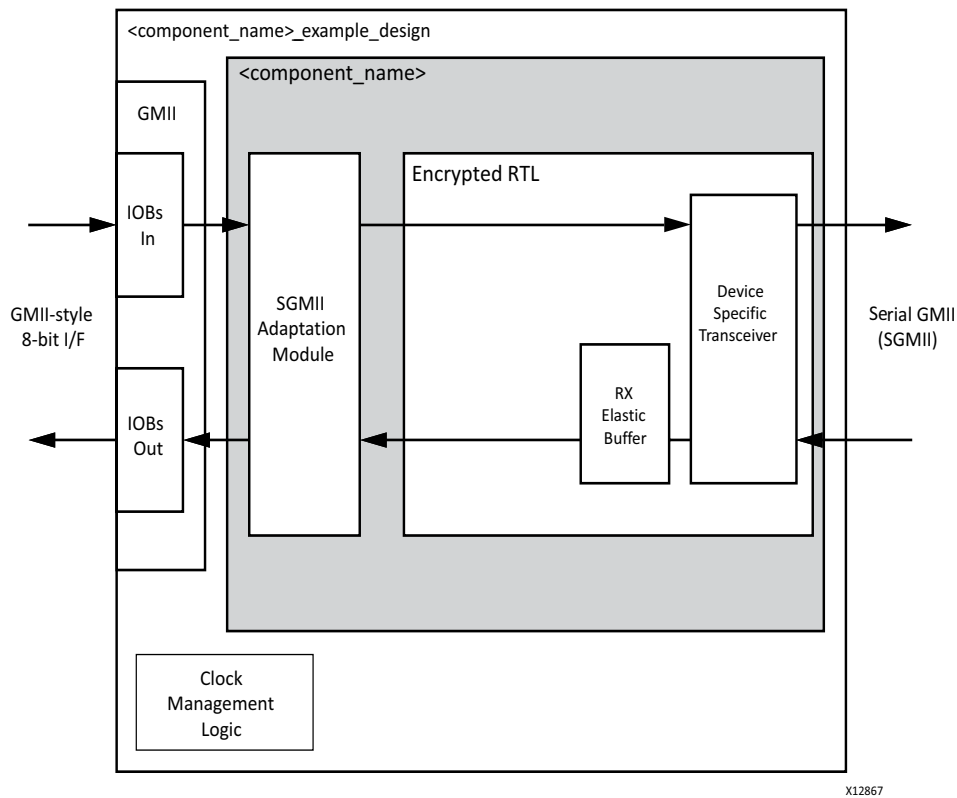 <component_name>_example_design
<component_name>
GMII
Encrypted RTL
IOBs
In
SGMII
Adaptation
Module
Device
Specific
Transceiver
GMII-style
8-bit I/F
Serial GMII
(SGMII)
RX
Elastic
Buffer
IOBs
Out
Clock
Management
Logic
X12867